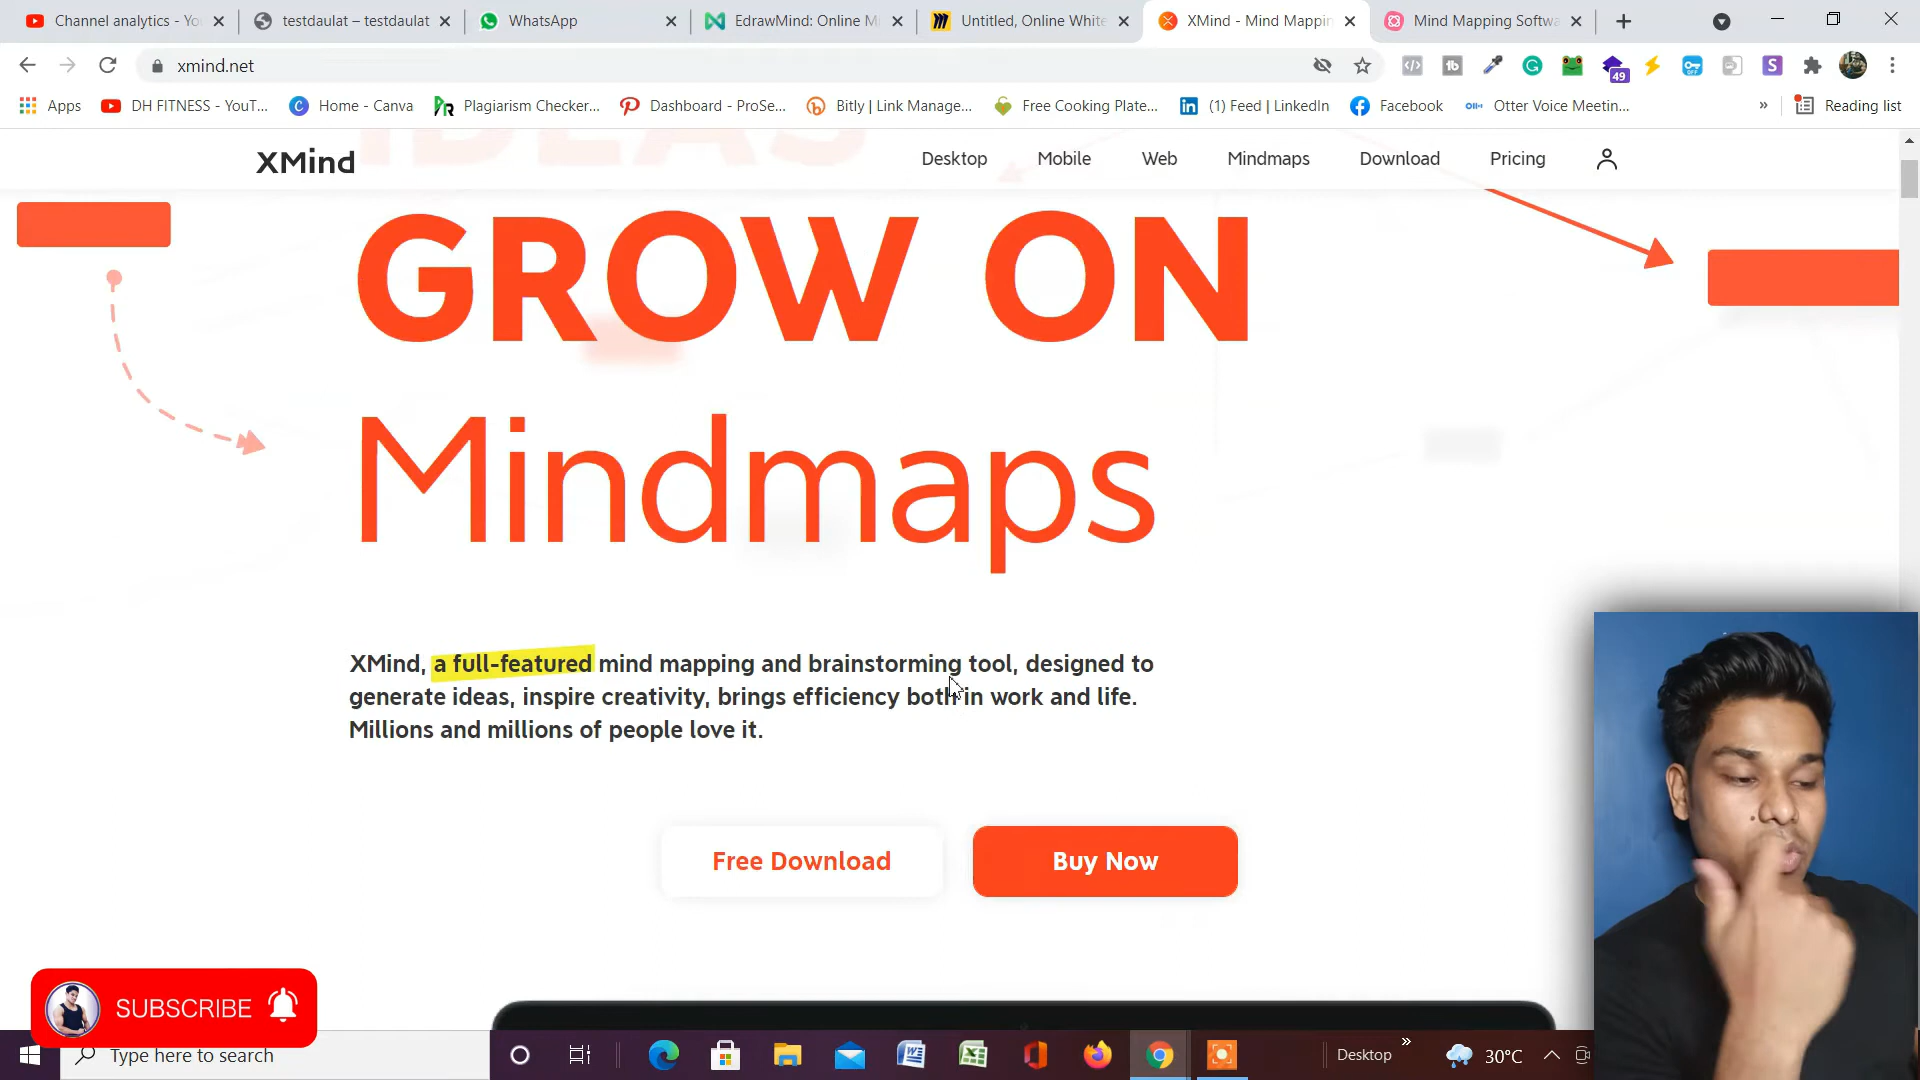 Channel analytics - Yo
testdaulat – testdaulat
WhatsApp
EdrawMind: Online Mi
Untitled, Online White
XMind - Mind Mappin
Mind Mapping Softwa
xmind.net
49
Apps
DH FITNESS - YouT...
Home - Canva
Plagiarism Checker...
Dashboard - ProSe...
Bitly | Link Manage...
Free Cooking Plate...
(1) Feed | LinkedIn
Facebook
Otter Voice Meetin...
»
Reading list
IDEAS
XMind
Desktop
Mobile
Web
Mindmaps
Download
Pricing
GROW ON
Mindmaps
XMind, a full-featured mind mapping and brainstorming tool, designed to
generate ideas, inspire creativity, brings efficiency both in work and life.
Millions and millions of people love it.
Free Download
Buy Now
SUBSCRIBE
Type here to search
Desktop
»
30°C